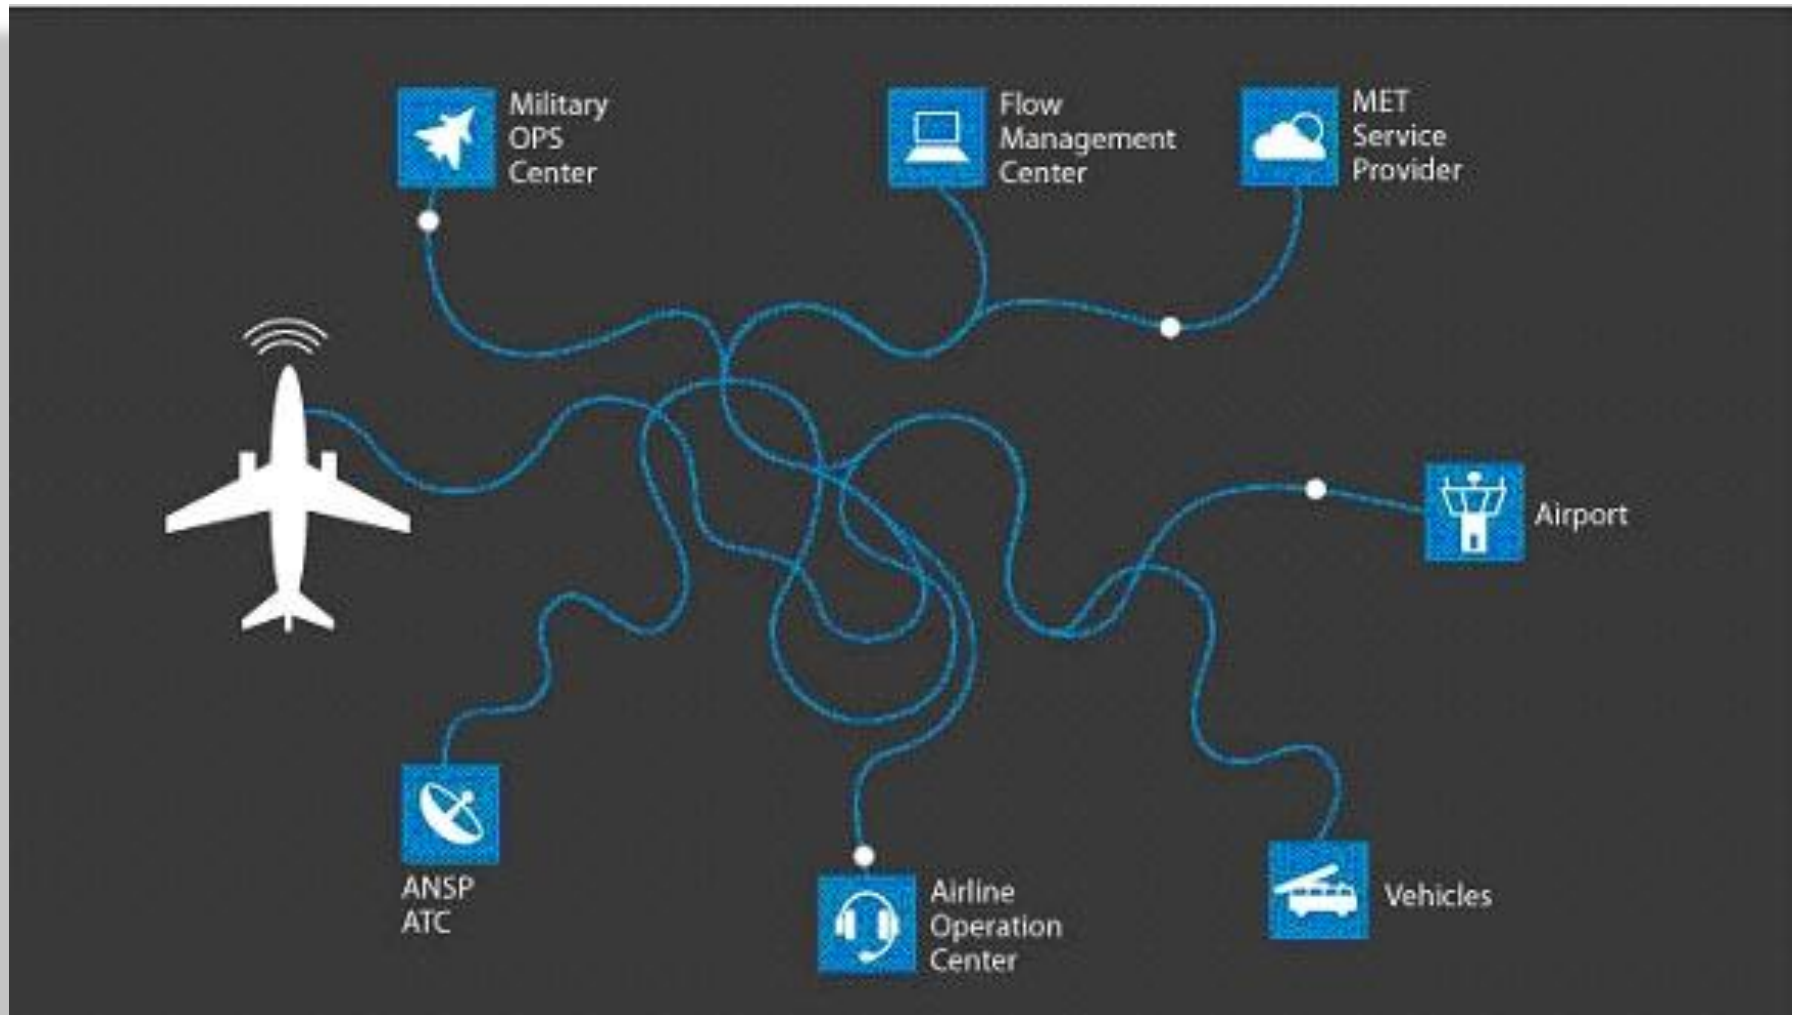 Military
OPS
Center
Flow
Management
Center
MET
Service
Provider
Airport
ANSP
ATC
Airline
Operation
Center
Vehicles